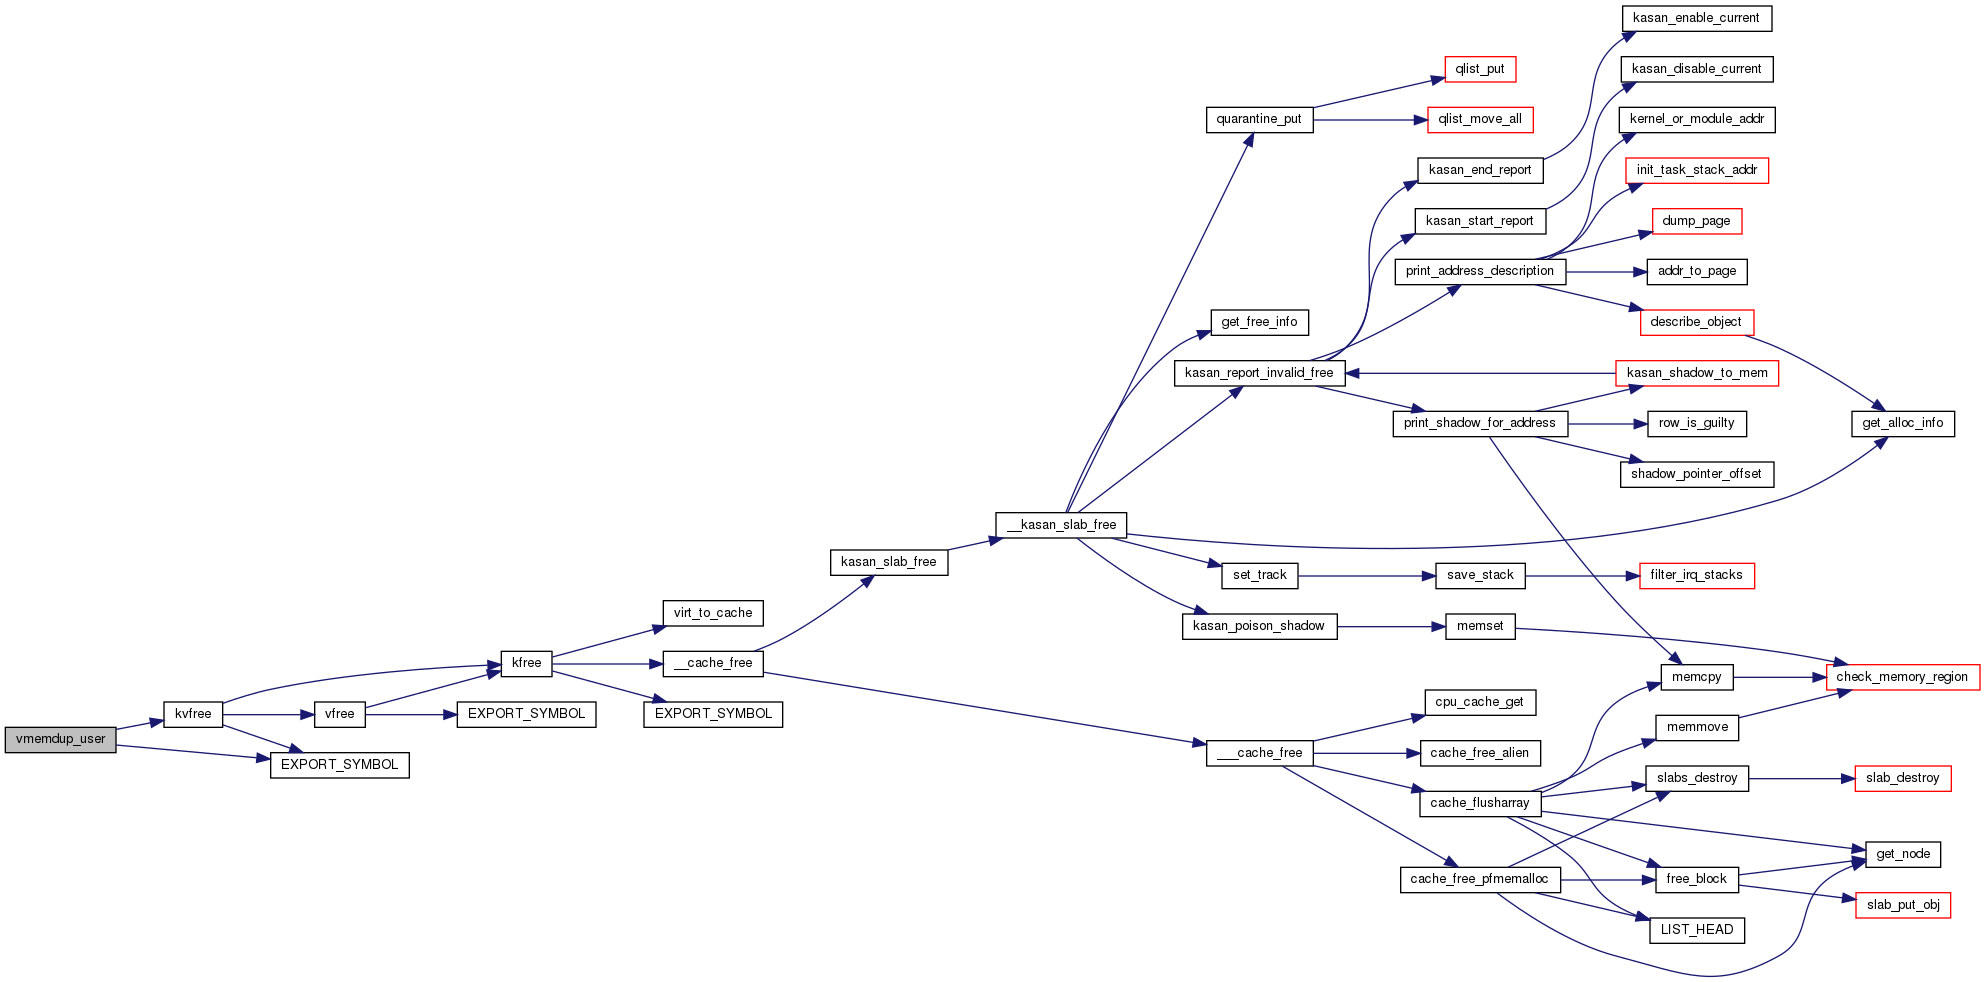 kasan_enable_current
qlist_put
kasan_disable_current
quarantine_put
qlist_move_all
kernel_or_module_addr
kasan_end_report
init_task_stack_addr
kasan_start_report
dump_page
print_address_description
addr_to_page
get_free_info
describe_object
kasan_report_invalid_free
kasan_shadow_to_mem
print_shadow_for_address
row_is_guilty
get_alloc_info
shadow_pointer_offset
__kasan_slab_free
kasan_slab_free
set_track
save_stack
filter_irq_stacks
virt_to_cache
kasan_poison_shadow
memset
kfree
__cache_free
memcpy
check_memory_region
kvfree
vfree
EXPORT_SYMBOL
EXPORT_SYMBOL
cpu_cache_get
memmove
vmemdup_user
EXPORT_SYMBOL
___cache_free
cache_free_alien
slabs_destroy
slab_destroy
cache_flusharray
get_node
cache_free_pfmemalloc
free_block
slab_put_obj
LIST_HEAD